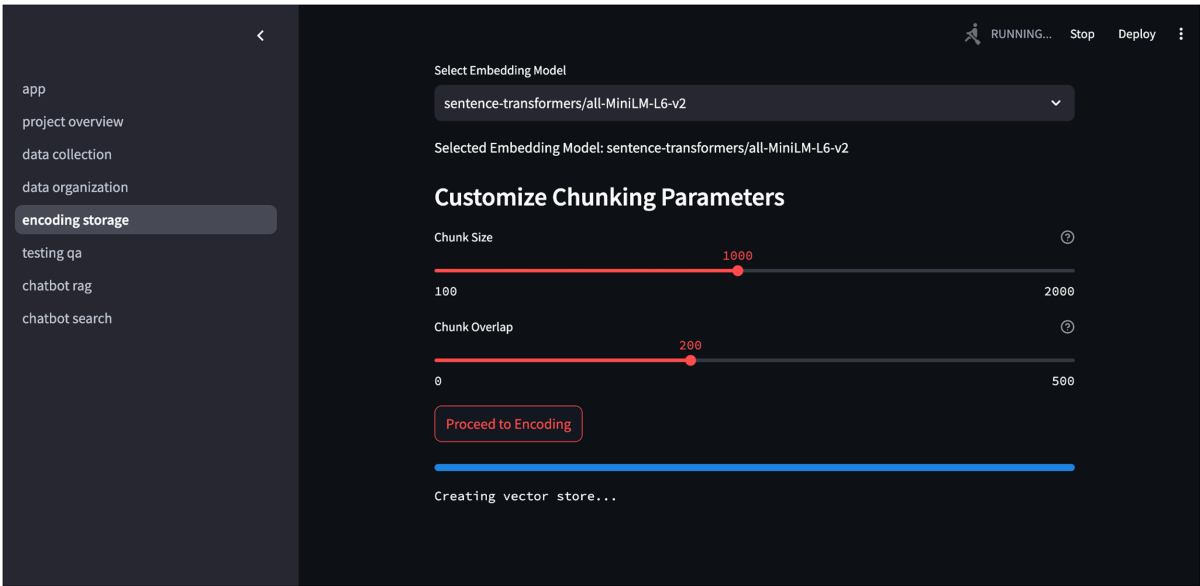 RUNNING... Stop Deploy
app
project overview
data collection
data organization
encoding storage
testing qa
chatbot rag
chatbot search
Select Embedding Model
sentence-transformers/all-MiniLM-L6-v2
Selected Embedding Model: sentence-transformers/all-MiniLM-L6-v2
Customize Chunking Parameters
Chunk Size
1000
100 2000
Chunk Overlap
200
0 500
Proceed to Encoding
Creating vector store...